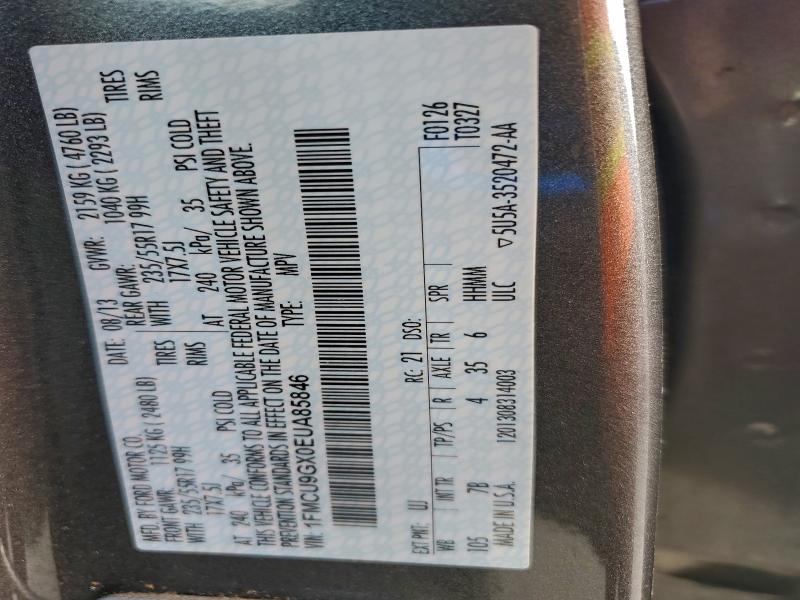 MFD. BY FORD MOTOR CO.
DATE: 08/13 GVWR: 2159 KG ( 4760 LB)
FRONT GAWR: 1125 KG ( 2480 LB) REAR GAWR: 1040 KG ( 2293 LB)
WITH 235/55R17 99H TIRES WITH 235/55R17 99H TIRES
17X7.5J RIMS 17X7.5J RIMS
AT 240 kPa/ 35 PSI COLD AT 240 kPa/ 35 PSI COLD
THIS VEHICLE CONFORMS TO ALL APPLICABLE FEDERAL MOTOR VEHICLE SAFETY AND THEFT
PREVENTION STANDARDS IN EFFECT ON THE DATE OF MANUFACTURE SHOWN ABOVE.
VIN: 1FMCU9GX0EUA85846 TYPE: MPV
EXT PNT: UJ RC: 21 DSO: F0126
WB INT TR TP/PS R AXLE TR SPR T0327
105 7B 4 35 6 HHMM
MADE IN U.S.A. 1201308314003 ULC ▽5U5A-3520472-AA